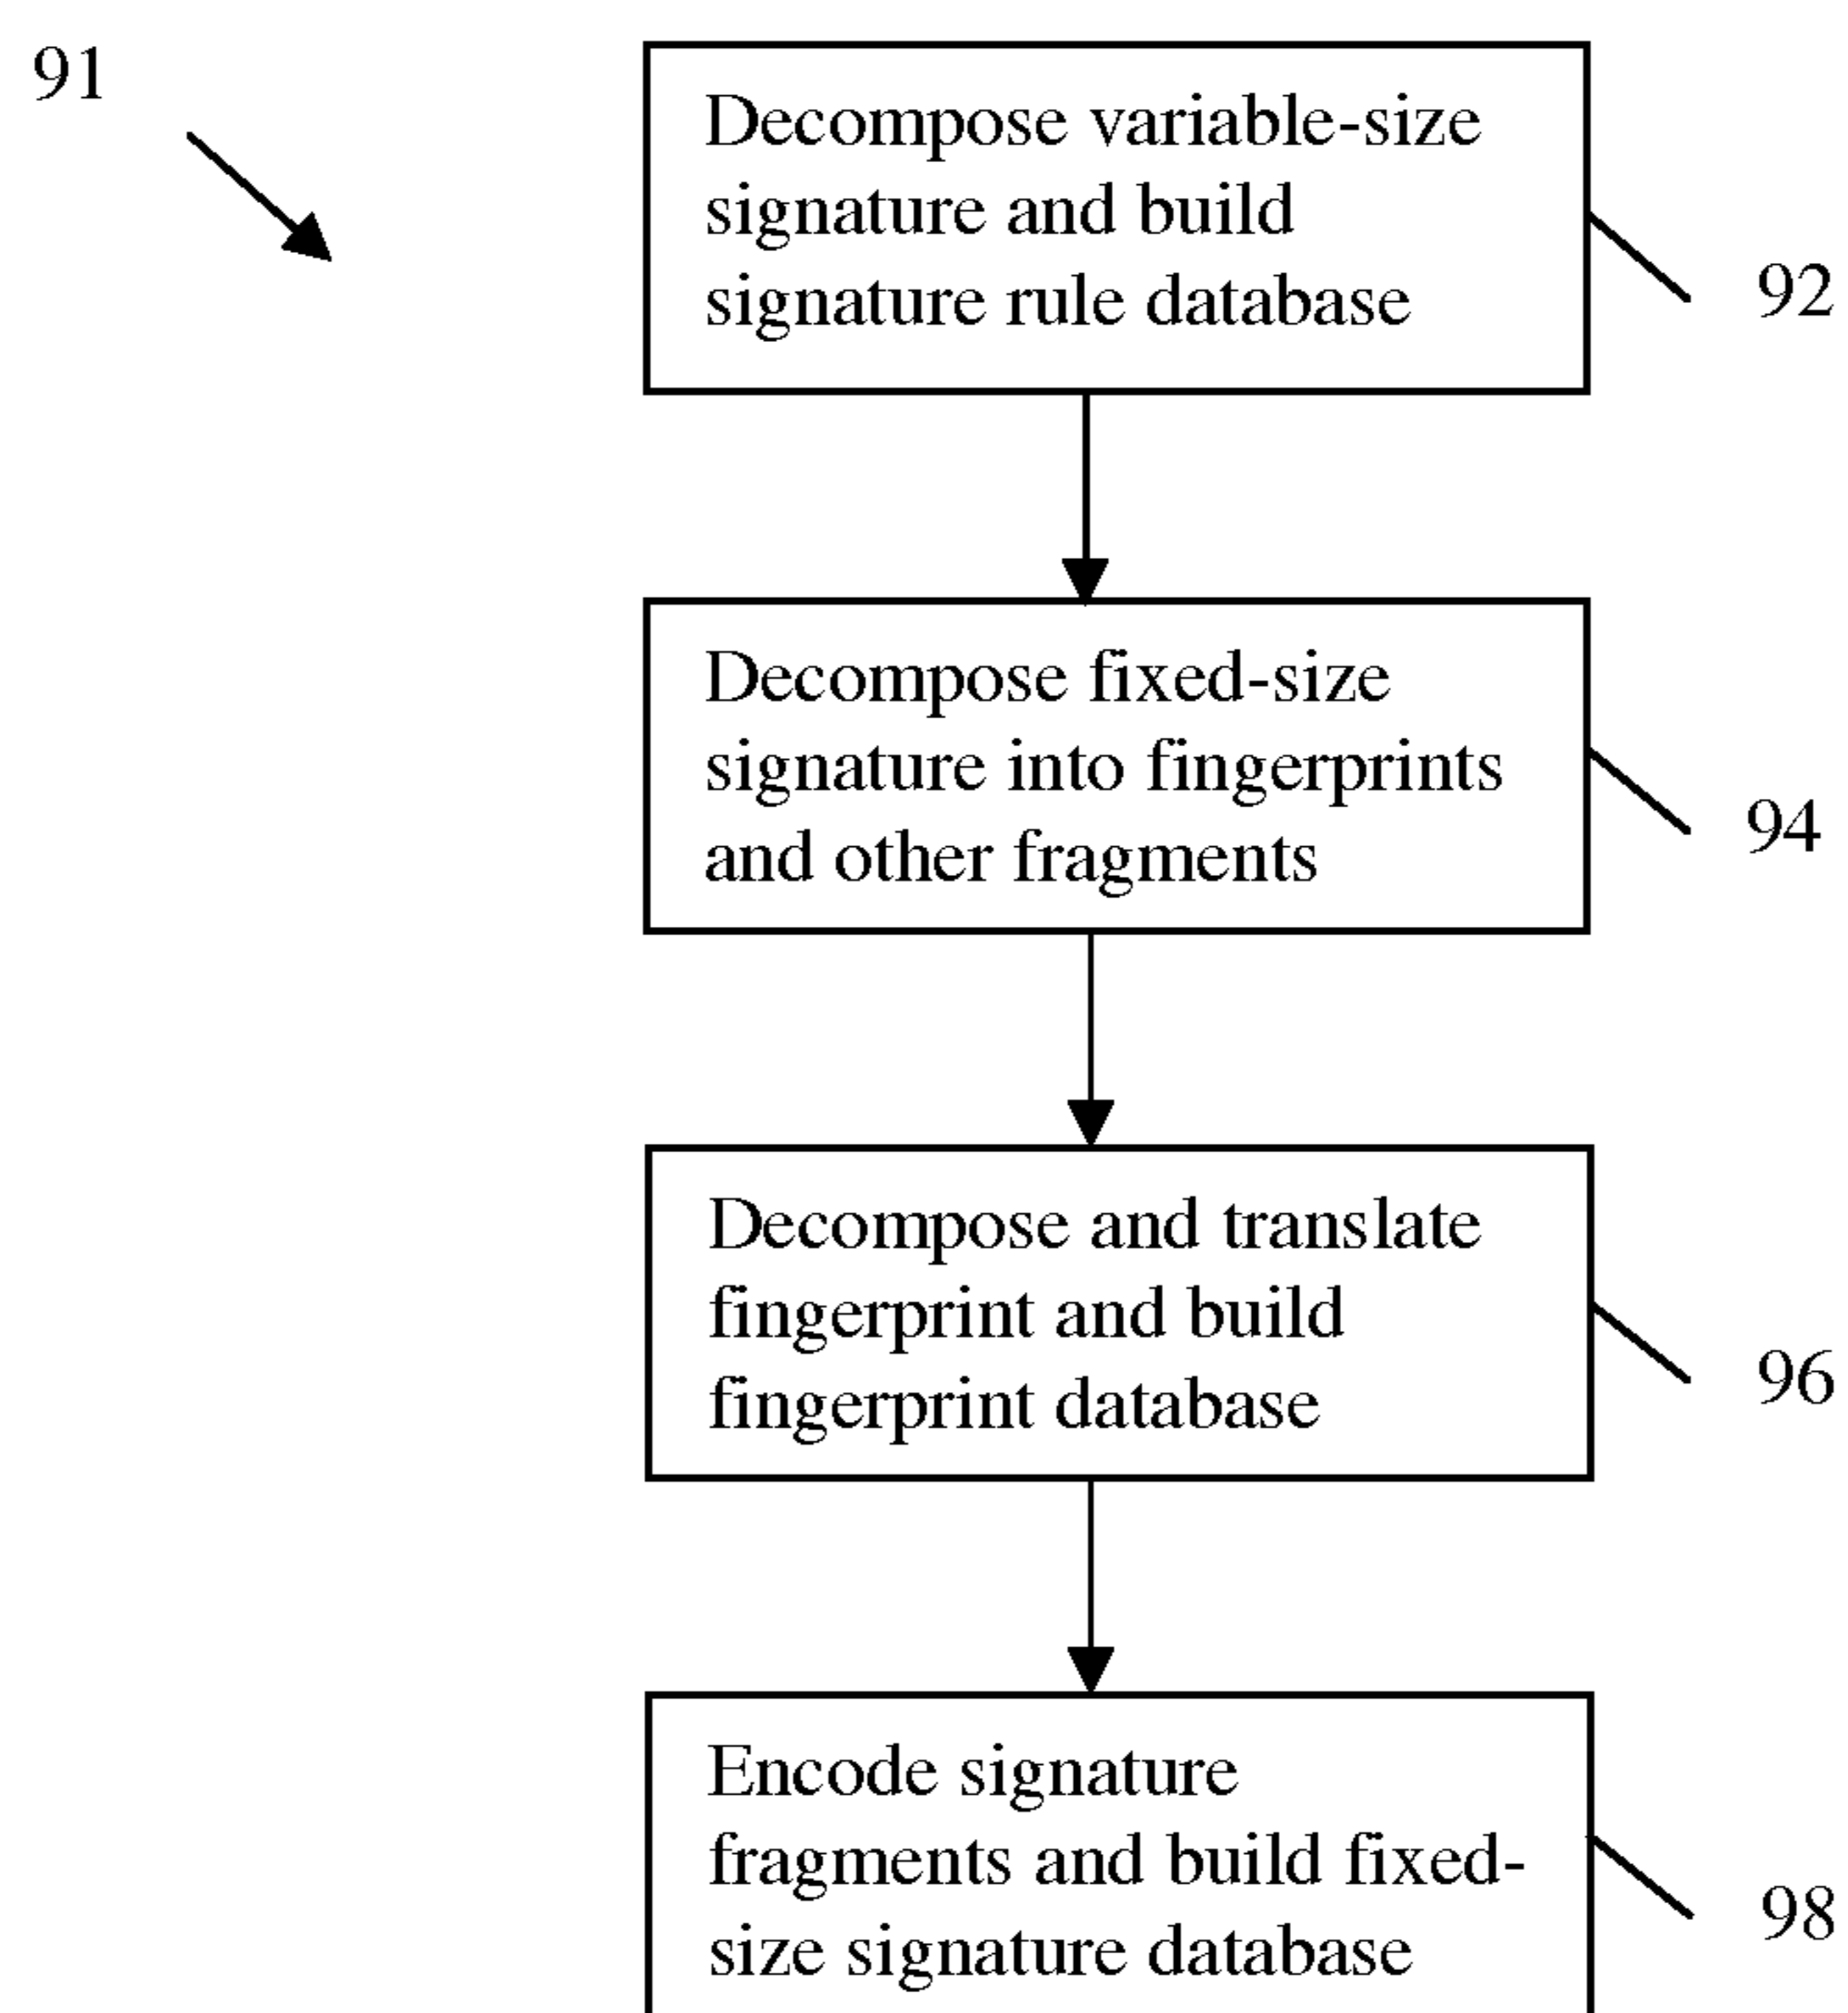 91
Decompose variable-size
signature and build
signature rule database
92
Decompose fixed-size
signature into fingerprints
and other fragments
94
Decompose and translate
fingerprint and build
fingerprint database
96
Encode signature
fragments and build fixed-
size signature database
98